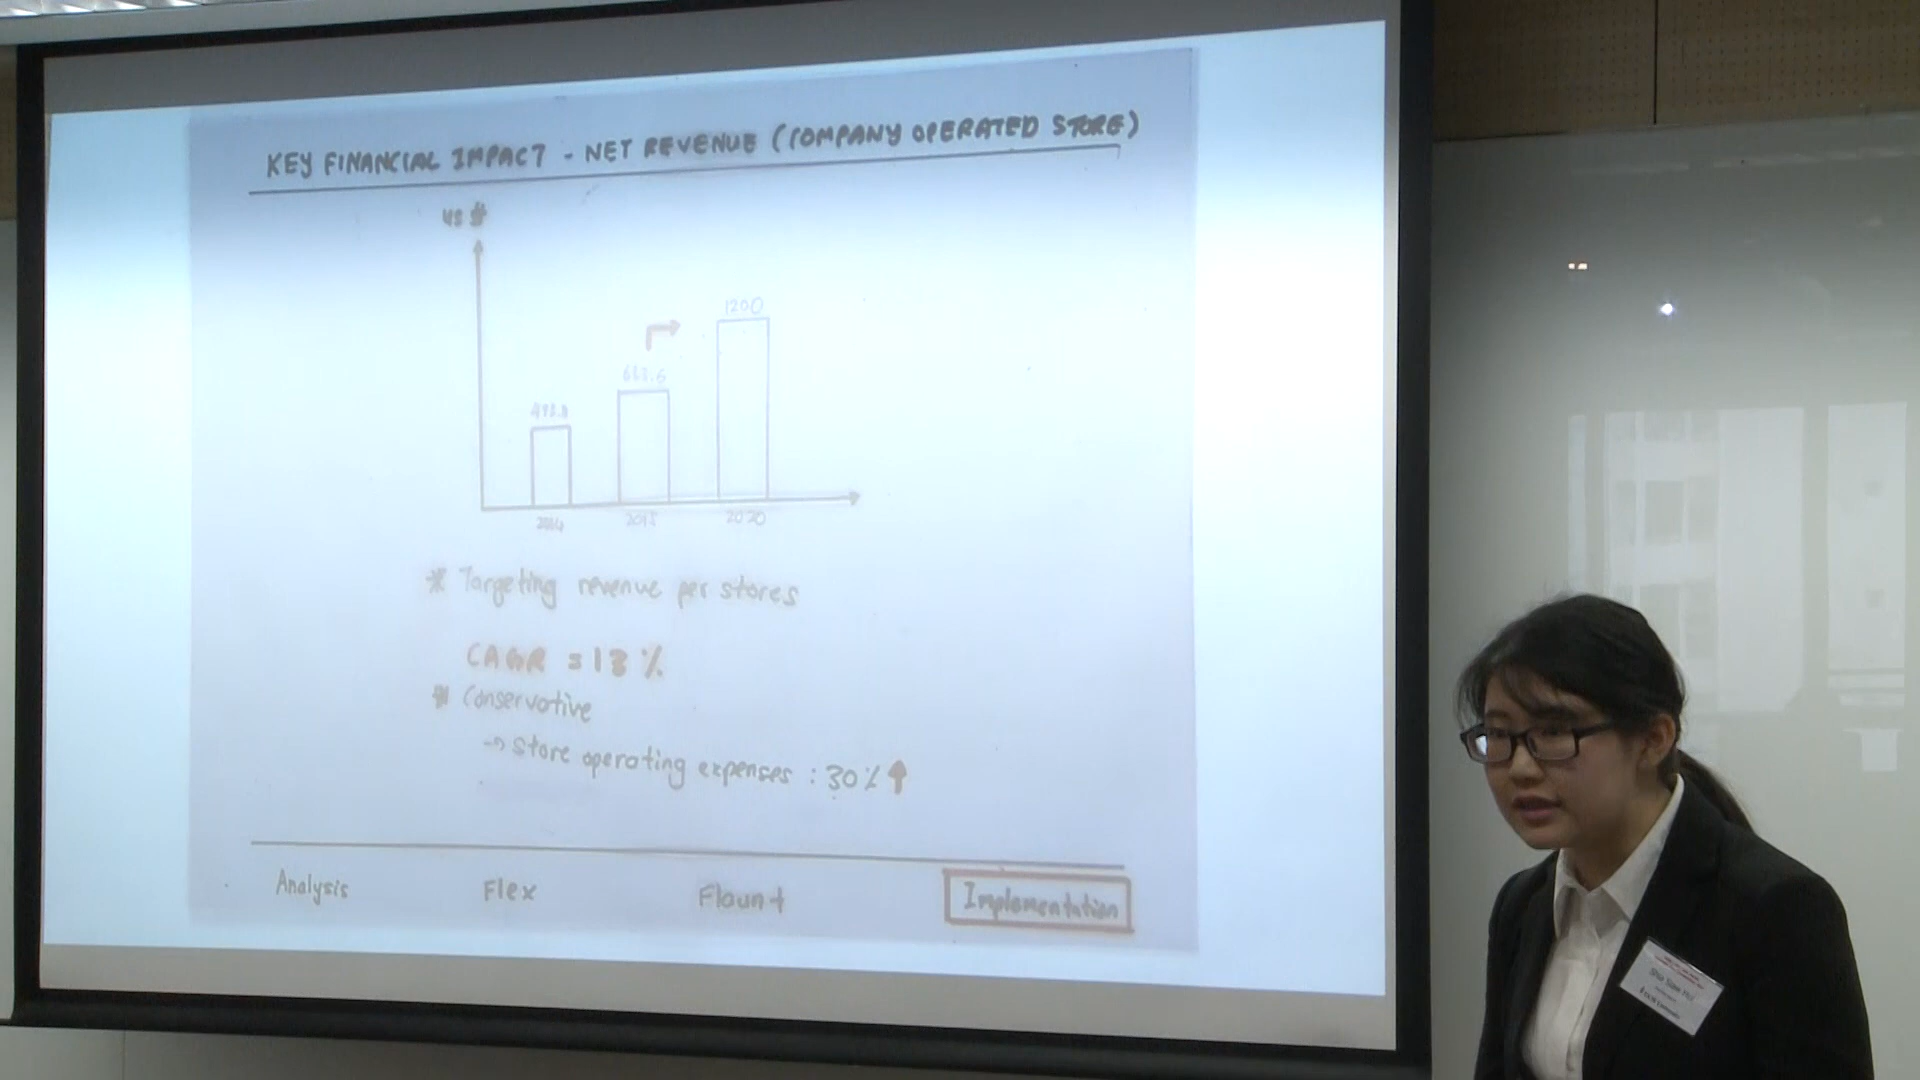 KEY FINANCIAL IMPACT - NET REVENUE (COMPANY OPERATED STORE)
US $
1200
2014
2015
2020
* Targeting revenue per stores
CAGR = 13 %
* Conservative
→ Store operating expenses : 30% ↑
Analysis
Flex
Flaunt
Implementation